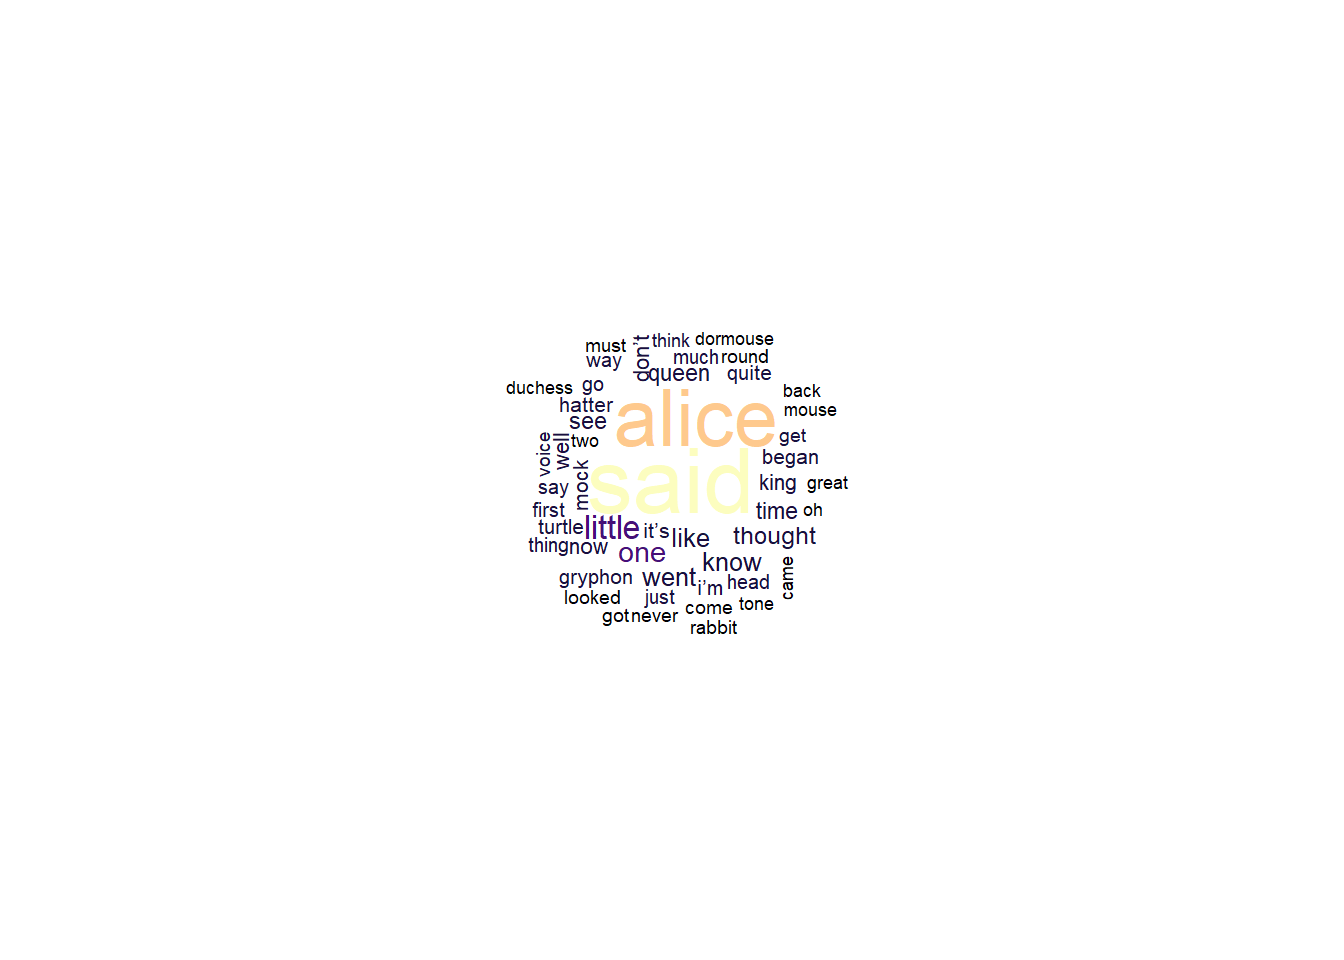 must don’t think dormouse
way much round
queen quite
duchess go back
hatter alice mouse
see
voice well two get
began
say mock said king great
first time oh
turtle little it’s like thought
thing now one know
gryphon went i’m head came
looked just come tone
got never
rabbit